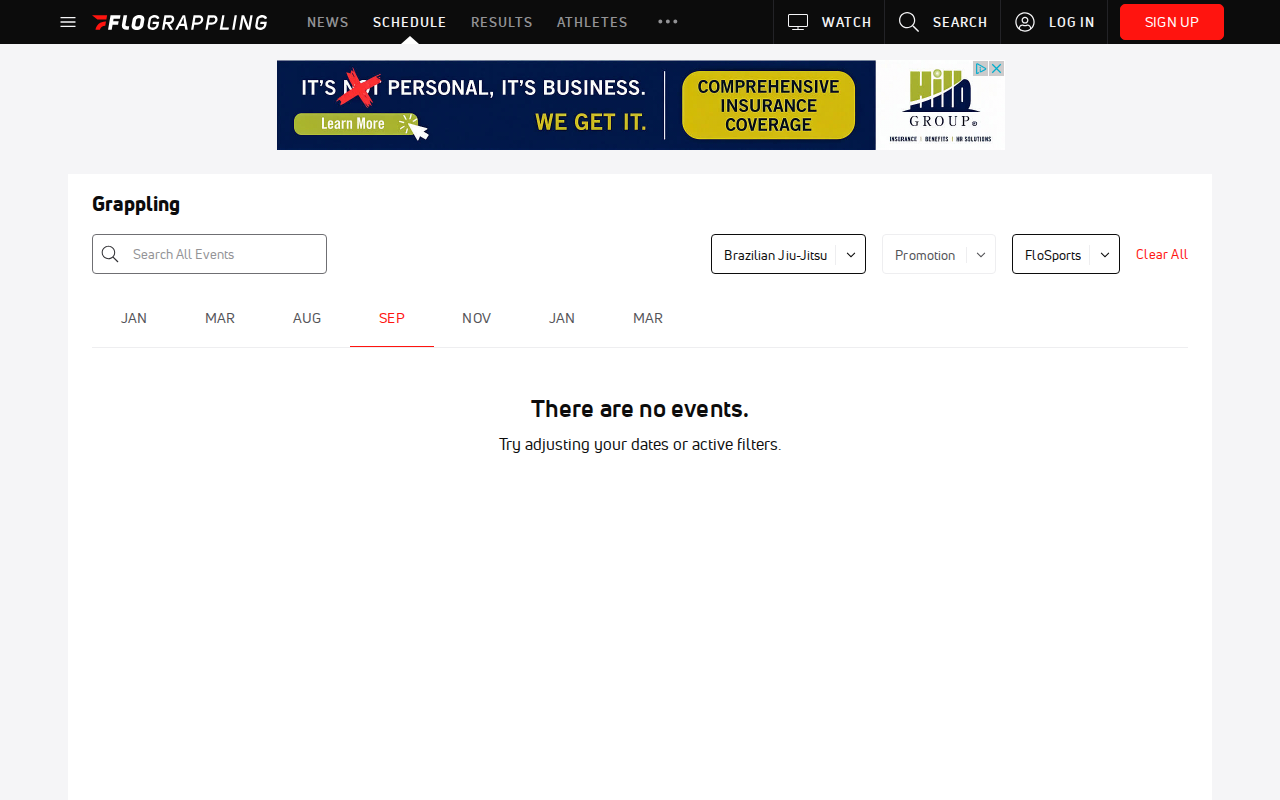 FLOGRAPPLING
NEWS
SCHEDULE
RESULTS
ATHLETES
WATCH
SEARCH
LOG IN
SIGN UP
IT'S NOT PERSONAL, IT'S BUSINESS.
Learn More
WE GET IT.
COMPREHENSIVE
INSURANCE
COVERAGE
Hilb
GROUP
INSURANCE | BENEFITS | HR SOLUTIONS
Grappling
Search All Events
Brazilian Jiu-Jitsu
Promotion
FloSports
Clear All
JAN
MAR
AUG
SEP
NOV
JAN
MAR
There are no events.
Try adjusting your dates or active filters.